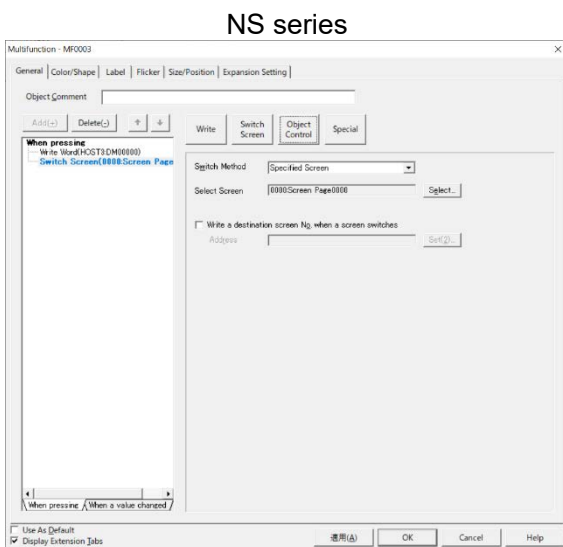 NS series
Multifunction - MF0003
General Color/Shape Label Flicker Size/Position Expansion Setting
Object Comment
Add(+) Delete(-)
Write Switch Screen Object Control Special
When pressing
Write Word(HOST3:DM00000)
Switch Screen(0000:Screen Page
Switch Method Specified Screen
Select Screen 0000:Screen Page0000 Select...
Write a destination screen No. when a screen switches
Address Set(2)...
When pressing When a value changed
Use As Default
Display Extension Tabs
適用(A) OK Cancel Help